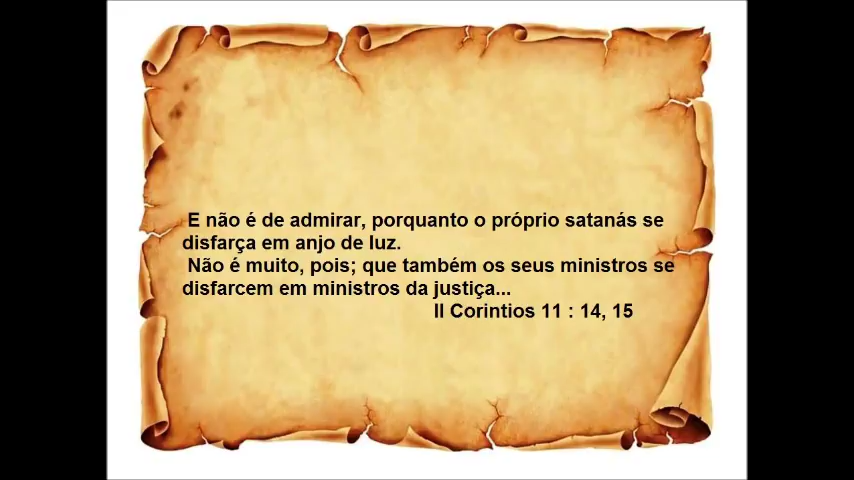 E não é de admirar, porquanto o próprio satanás se
disfarça em anjo de luz.
Não é muito, pois; que também os seus ministros se
disfarcem em ministros da justiça...
II Corintios 11 : 14, 15